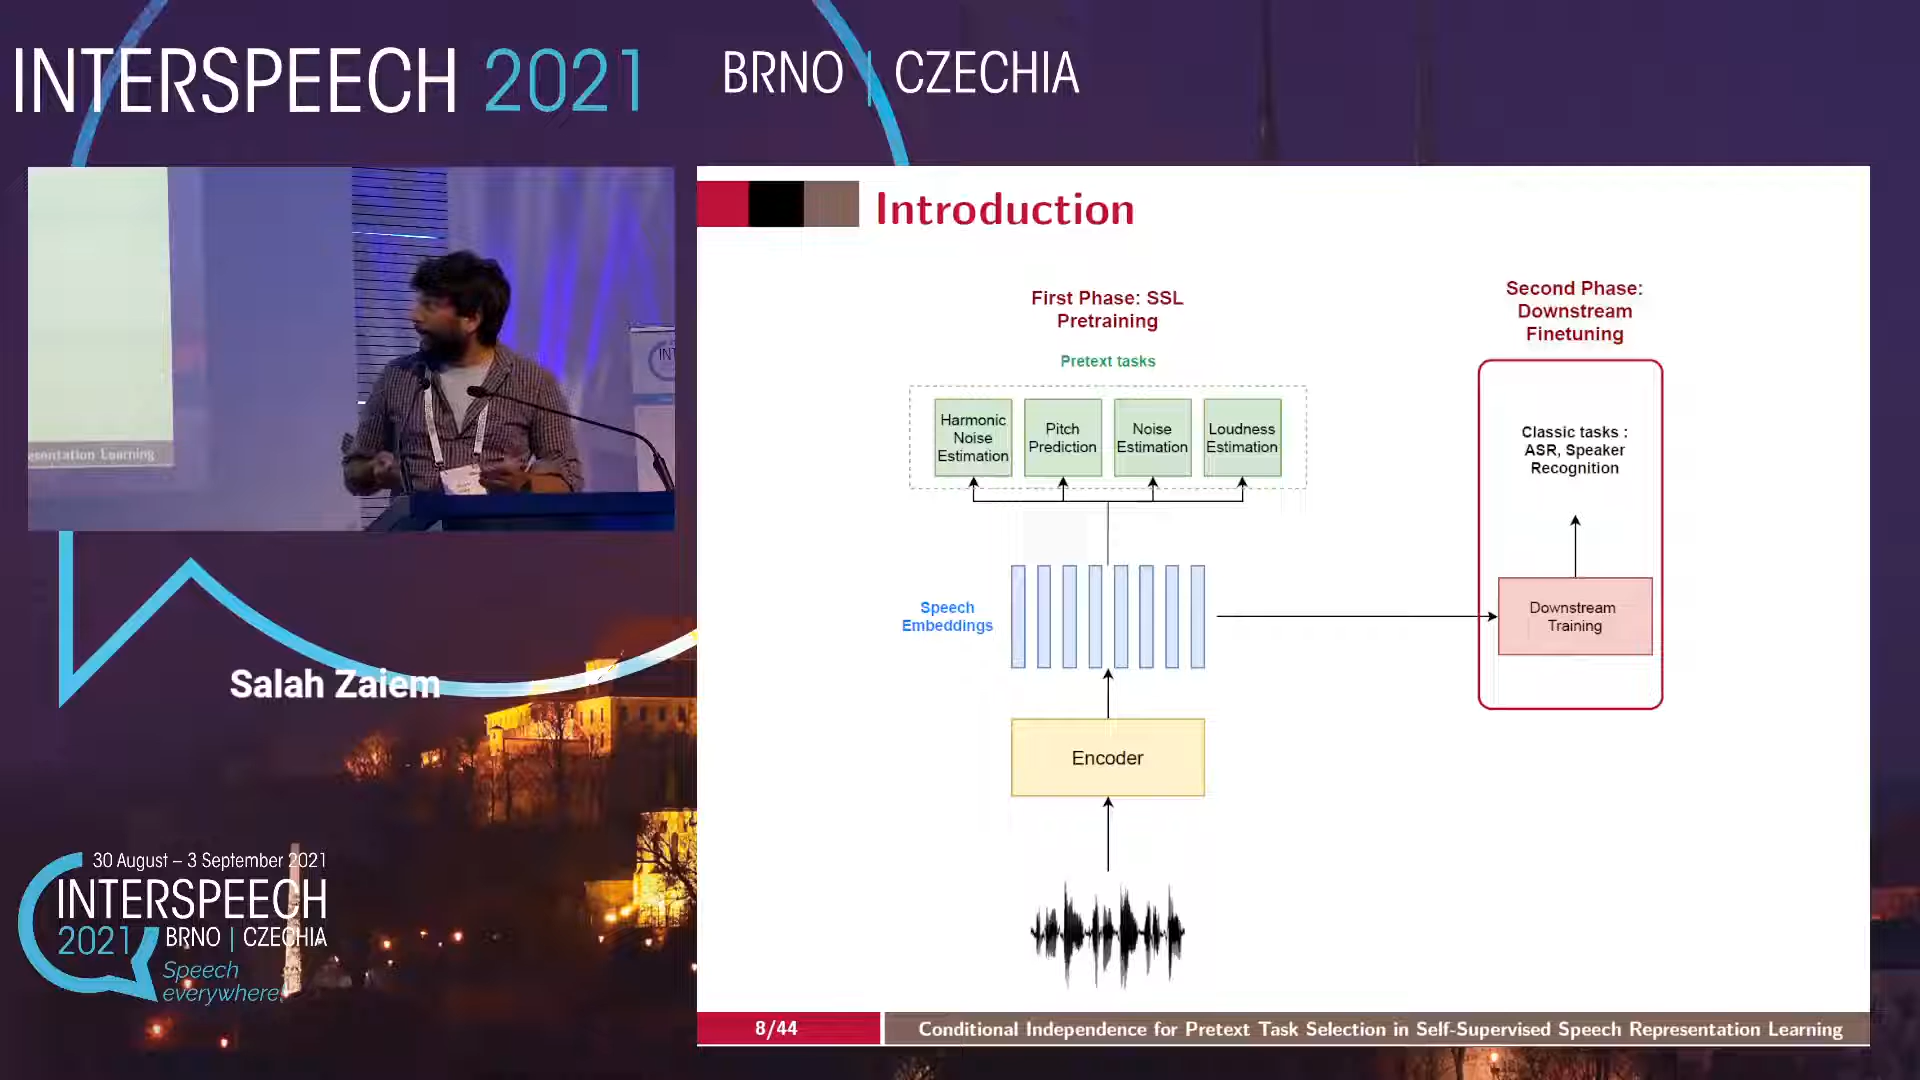 INTERSPEECH 2021
BRNO | CZECHIA
esentation Learning
Salah Zaiem
30 August – 3 September 2021
INTERSPEECH
2021 BRNO | CZECHIA
Speech
everywhere!
Introduction
First Phase: SSL
Pretraining
Pretext tasks
Harmonic
Noise
Estimation
Pitch
Prediction
Noise
Estimation
Loudness
Estimation
Speech
Embeddings
Encoder
Second Phase:
Downstream
Finetuning
Classic tasks :
ASR, Speaker
Recognition
Downstream
Training
8/44
Conditional Independence for Pretext Task Selection in Self-Supervised Speech Representation Learning